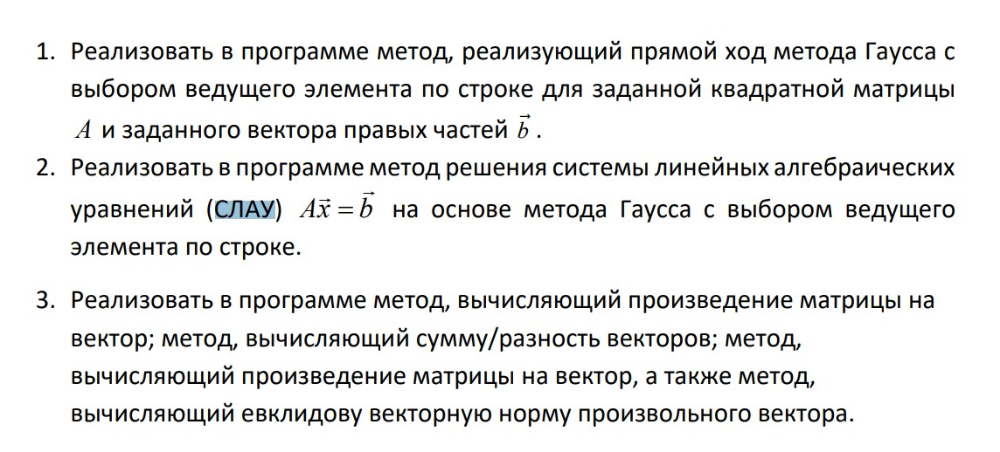 1. Реализовать в программе метод, реализующий прямой ход метода Гаусса с
выбором ведущего элемента по строке для заданной квадратной матрицы
A и заданного вектора правых частей b⃗ .
2. Реализовать в программе метод решения системы линейных алгебраических
уравнений (СЛАУ) Ax⃗ = b⃗ на основе метода Гаусса с выбором ведущего
элемента по строке.
3. Реализовать в программе метод, вычисляющий произведение матрицы на
вектор; метод, вычисляющий сумму/разность векторов; метод,
вычисляющий произведение матрицы на вектор, а также метод,
вычисляющий евклидову векторную норму произвольного вектора.